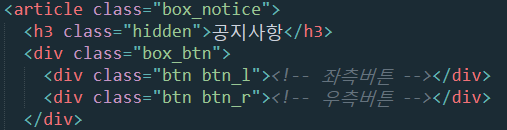 <article class="box_notice">
<h3 class="hidden">공지사항</h3>
<div class="box_btn">
<div class="btn btn_l"><!-- 좌측버튼 --></div>
<div class="btn btn_r"><!-- 우측버튼 --></div>
</div>